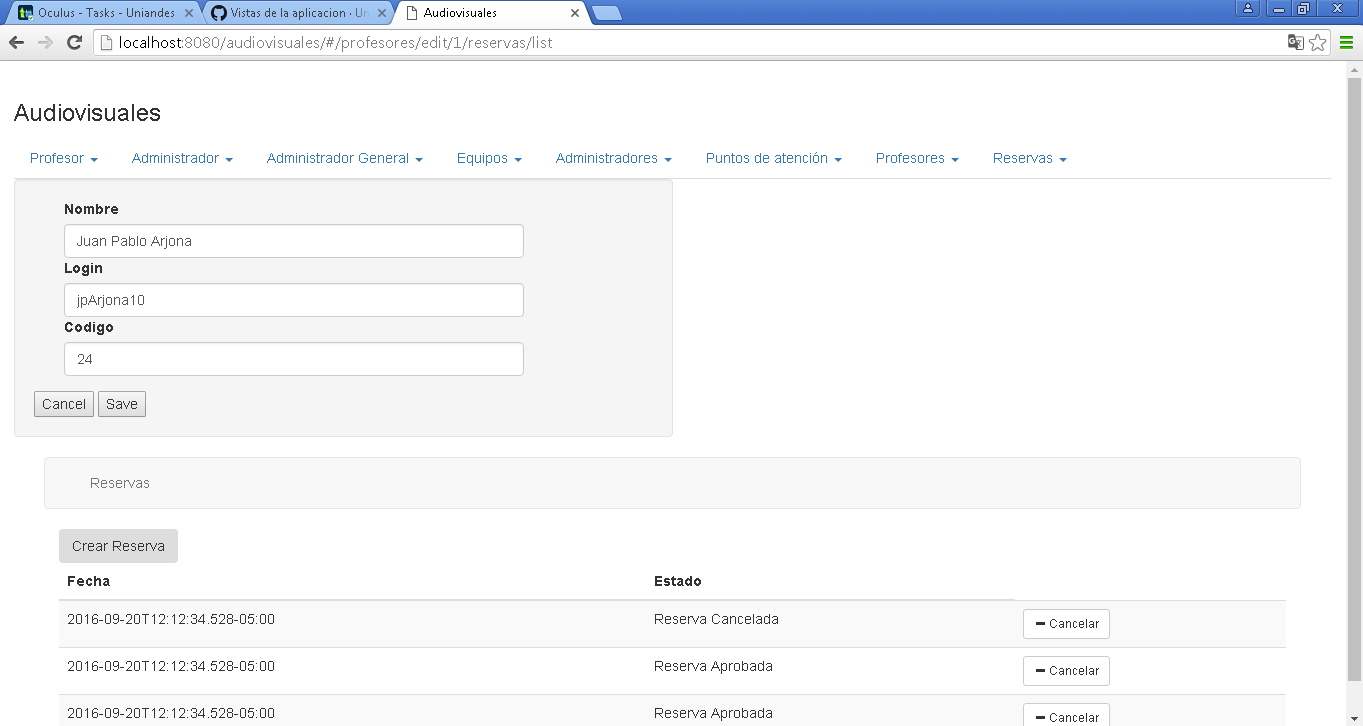 Oculus - Tasks - Uniandes
Vistas de la aplicacion · Un
Audiovisuales
localhost:8080/audiovisuales/#/profesores/edit/1/reservas/list
Audiovisuales
Profesor Administrador Administrador General Equipos Administradores Puntos de atención Profesores Reservas
Nombre
Juan Pablo Arjona
Login
jpArjona10
Codigo
24
Cancel Save
Reservas
Crear Reserva
Fecha Estado
2016-09-20T12:12:34.528-05:00 Reserva Cancelada Cancelar
2016-09-20T12:12:34.528-05:00 Reserva Aprobada Cancelar
2016-09-20T12:12:34.528-05:00 Reserva Aprobada Cancelar